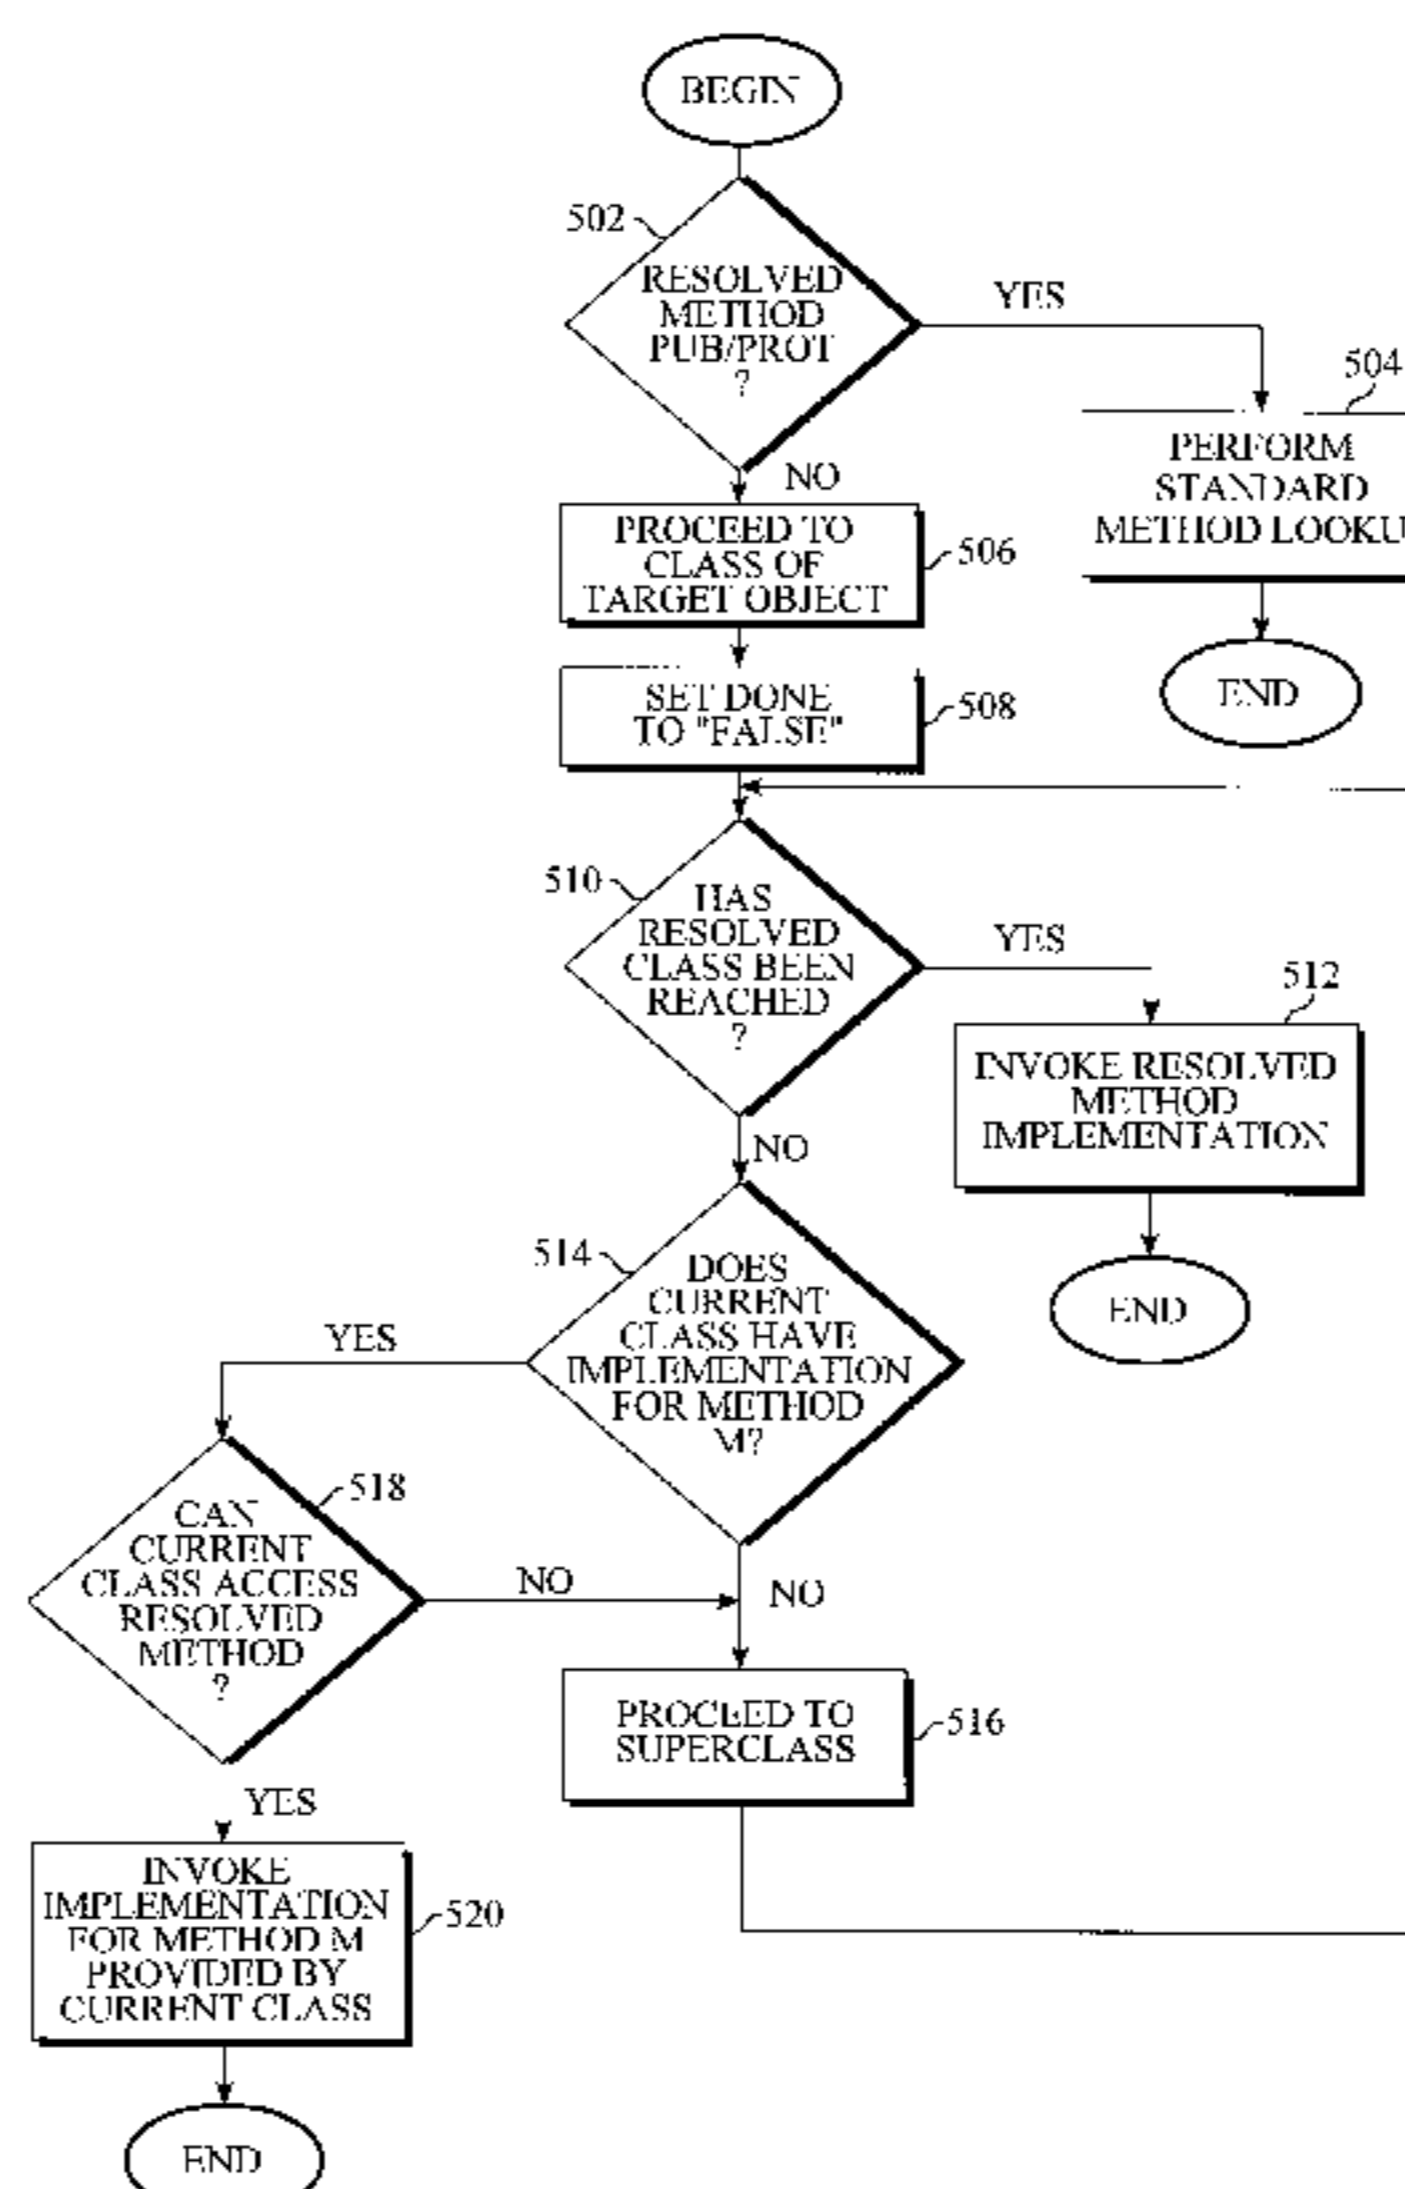 BEGIN
502
RESOLVED
METHOD
PUB/PROT
?
YES
504
PERFORM
STANDARD
METHOD LOOKU
NO
PROCEED TO
CLASS OF
TARGET OBJECT
506
END
SET DONE
TO "FALSE"
508
510
HAS
RESOLVED
CLASS BEEN
REACHED
?
YES
512
INVOKE RESOLVED
METHOD
IMPLEMENTATION
NO
END
514
DOES
CURRENT
CLASS HAVE
IMPLEMENTATION
FOR METHOD
M?
YES
518
CAN
CURRENT
CLASS ACCESS
RESOLVED
METHOD
?
NO
NO
PROCEED TO
SUPERCLASS
516
YES
INVOKE
IMPLEMENTATION
FOR METHOD M
PROVIDED BY
CURRENT CLASS
520
END